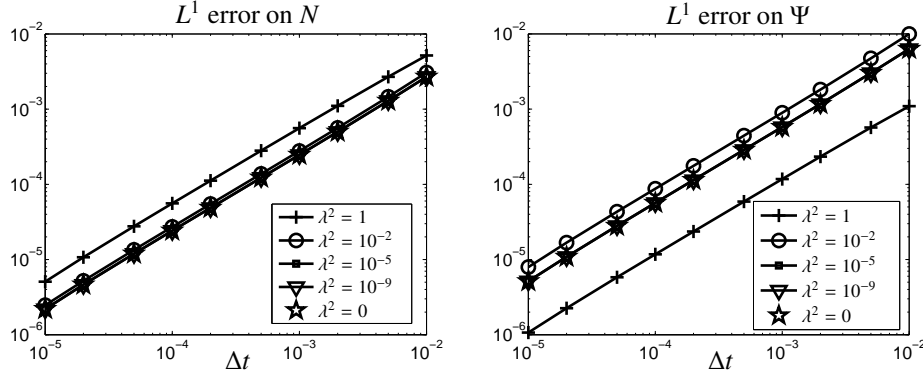 L¹ error on N
10⁻²
10⁻³
10⁻⁴
10⁻⁵
10⁻⁶
10⁻⁵ 10⁻⁴ 10⁻³ 10⁻²
Δt
λ² = 1
λ² = 10⁻²
λ² = 10⁻⁵
λ² = 10⁻⁹
λ² = 0
L¹ error on Ψ
10⁻²
10⁻³
10⁻⁴
10⁻⁵
10⁻⁶
10⁻⁵ 10⁻⁴ 10⁻³ 10⁻²
Δt
λ² = 1
λ² = 10⁻²
λ² = 10⁻⁵
λ² = 10⁻⁹
λ² = 0